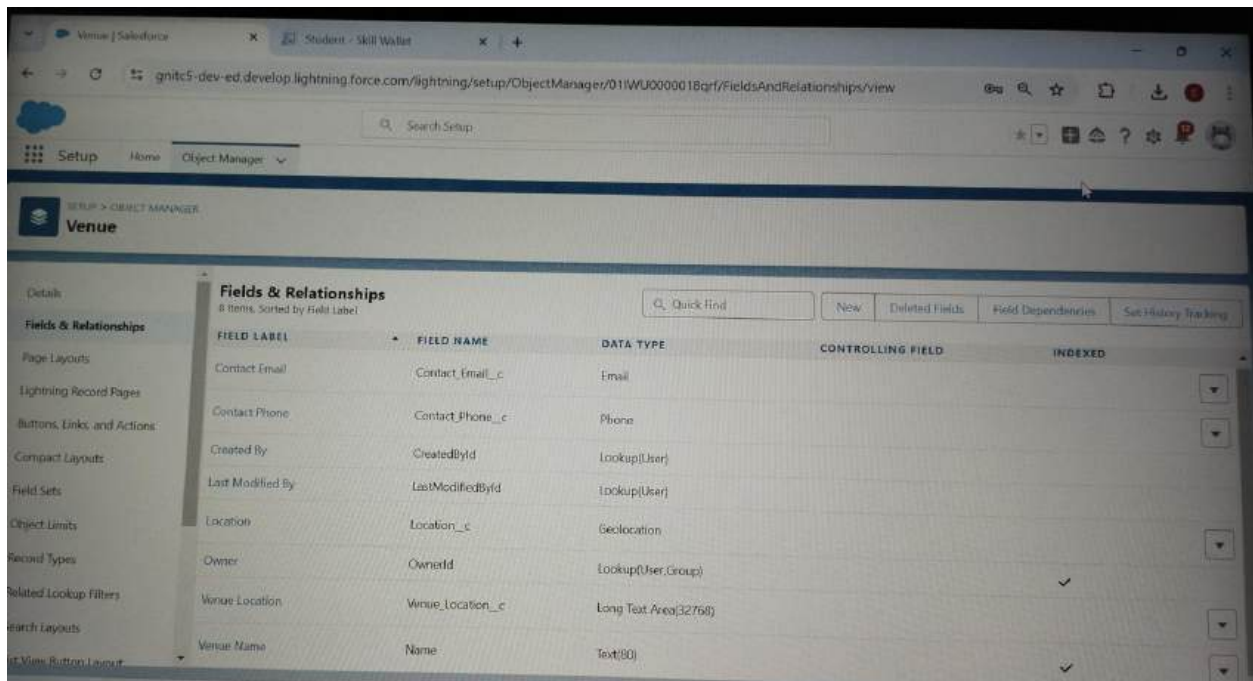 Venue | Salesforce
Student - Skill Wallet
gnitc5-dev-ed.develop.lightning.force.com/lightning/setup/ObjectManager/01IWU0000018qrf/FieldsAndRelationships/view
Search Setup
Setup Home Object Manager
12
SETUP > OBJECT MANAGER
Venue
Details
Fields & Relationships
Page Layouts
Lightning Record Pages
Buttons, Links, and Actions
Compact Layouts
Field Sets
Object Limits
Record Types
Related Lookup Filters
Search Layouts
List View Button Layout
Fields & Relationships
8 Items, Sorted by Field Label
Quick Find
New Deleted Fields Field Dependencies Set History Tracking
FIELD LABEL FIELD NAME DATA TYPE CONTROLLING FIELD INDEXED
Contact Email Contact_Email__c Email
Contact Phone Contact_Phone__c Phone
Created By CreatedById Lookup(User)
Last Modified By LastModifiedById Lookup(User)
Location Location__c Geolocation
Owner OwnerId Lookup(User,Group)
Venue Location Venue_Location__c Long Text Area(32768)
Venue Name Name Text(80)